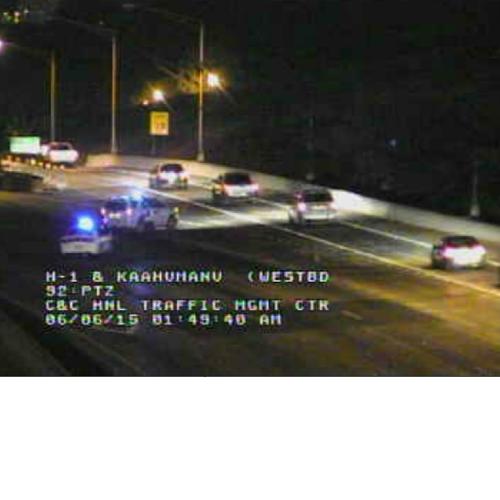 H-1 & KAAHUMANU (WESTBD
92:PTZ
C&C HNL TRAFFIC MGMT CTR
06/06/15 01:49:40 AM